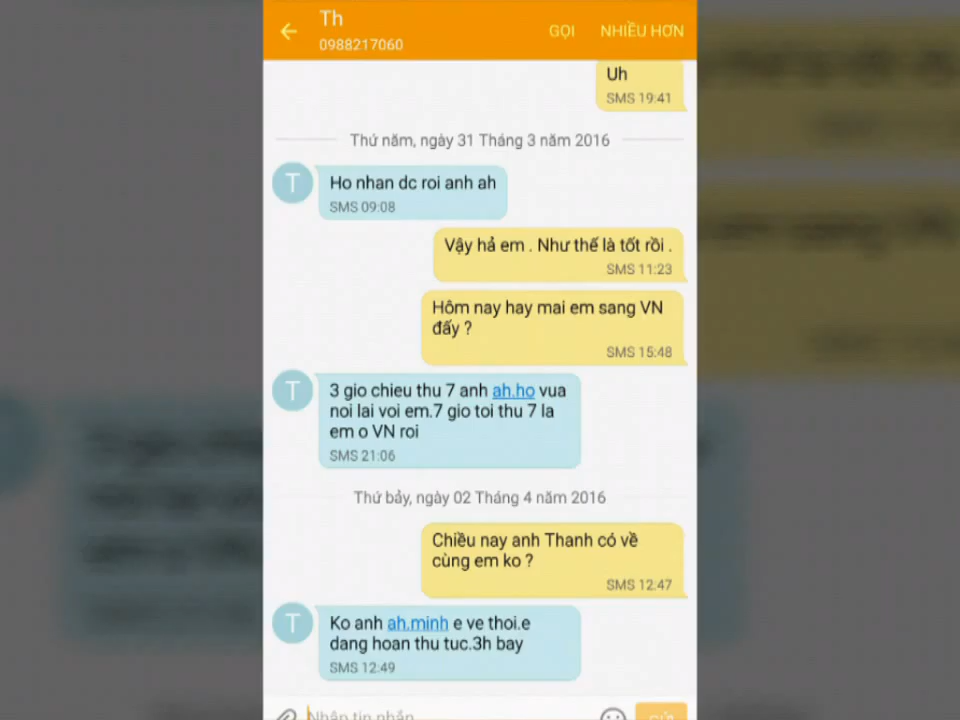 Th
0988217060
GỌI
NHIỀU HƠN
Uh
SMS 19:41
Thứ năm, ngày 31 Tháng 3 năm 2016
T
Ho nhan dc roi anh ah
SMS 09:08
Vậy hả em . Như thế là tốt rồi .
SMS 11:23
Hôm nay hay mai em sang VN
đấy ?
SMS 15:48
T
3 gio chieu thu 7 anh ah.ho vua
noi lai voi em.7 gio toi thu 7 la
em o VN roi
SMS 21:06
Thứ bảy, ngày 02 Tháng 4 năm 2016
Chiều nay anh Thanh có về
cùng em ko ?
SMS 12:47
T
Ko anh ah.minh e ve thoi.e
dang hoan thu tuc.3h bay
SMS 12:49
Nhập tin nhắn
GỬI